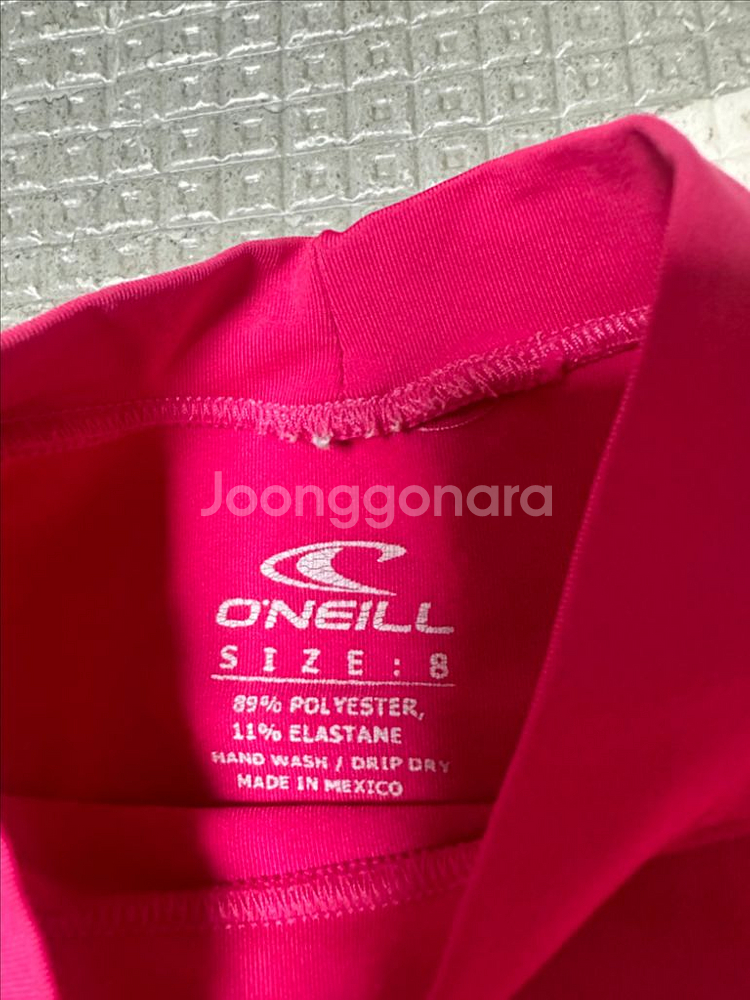 Joonggonara
O'NEILL
SIZE: 8
89% POLYESTER,
11% ELASTANE
HAND WASH / DRIP DRY
MADE IN MEXICO